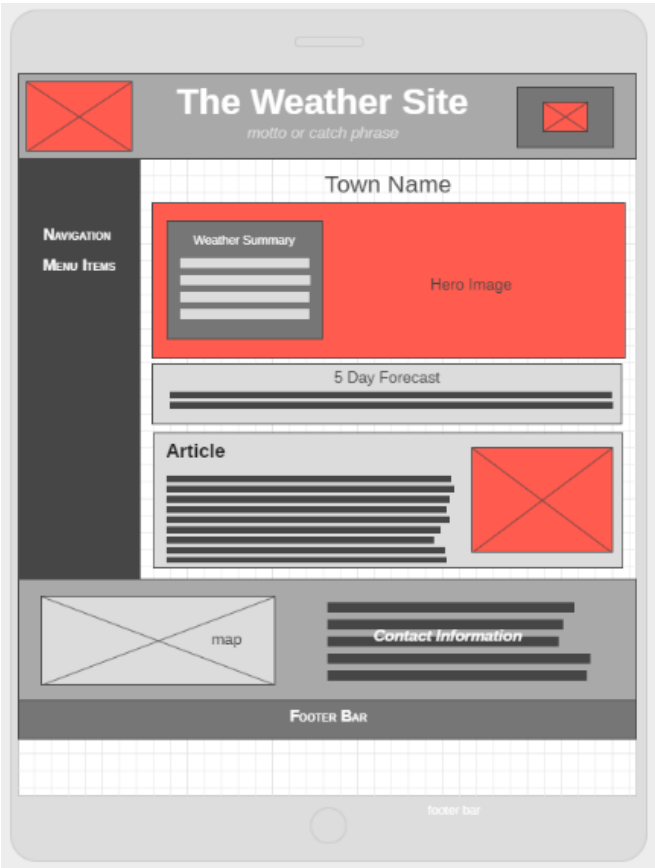 The Weather Site
motto or catch phrase
Town Name
Navigation
Menu Items
Weather Summary
Hero Image
5 Day Forecast
Article
map
Contact Information
Footer Bar
footer bar